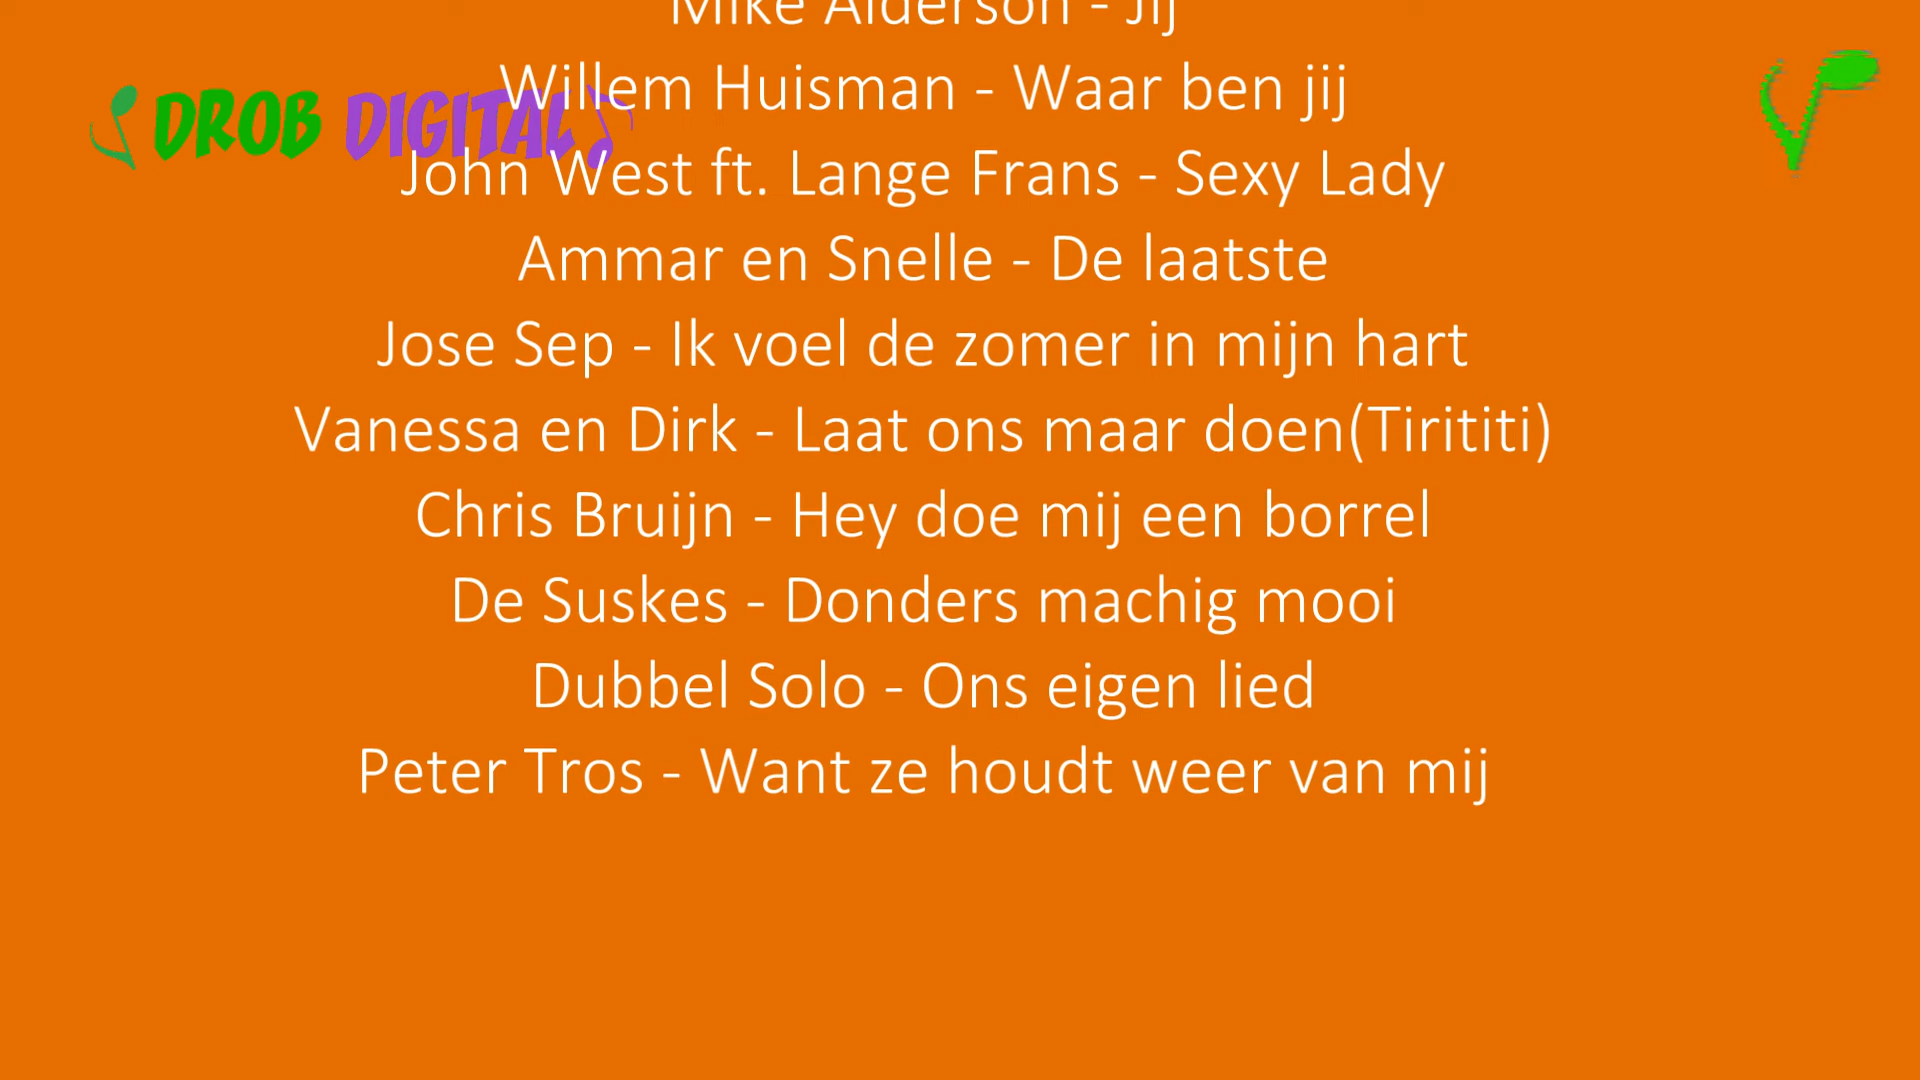 Mike Alderson - Jij
Willem Huisman - Waar ben jij
DROB DIGITAL
John West ft. Lange Frans - Sexy Lady
Ammar en Snelle - De laatste
Jose Sep - Ik voel de zomer in mijn hart
Vanessa en Dirk - Laat ons maar doen(Tirititi)
Chris Bruijn - Hey doe mij een borrel
De Suskes - Donders machig mooi
Dubbel Solo - Ons eigen lied
Peter Tros - Want ze houdt weer van mij